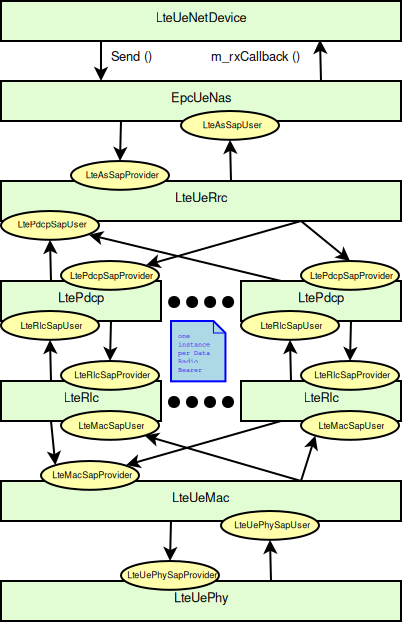 LteUeNetDevice
Send ()
m_rxCallback ()
EpcUeNas
LteAsSapUser
LteAsSapProvider
LteUeRrc
LtePdcpSapUser
LtePdcpSapProvider
LtePdcpSapProvider
LtePdcp
LtePdcp
LteRlcSapUser
LteRlcSapUser
one
instance
per Data
Radio
Bearer
LteRlcSapProvider
LteRlcSapProvider
LteRlc
LteRlc
LteMacSapUser
LteMacSapUser
LteMacSapProvider
LteUeMac
LteUePhySapUser
LteUePhySapProvider
LteUePhy